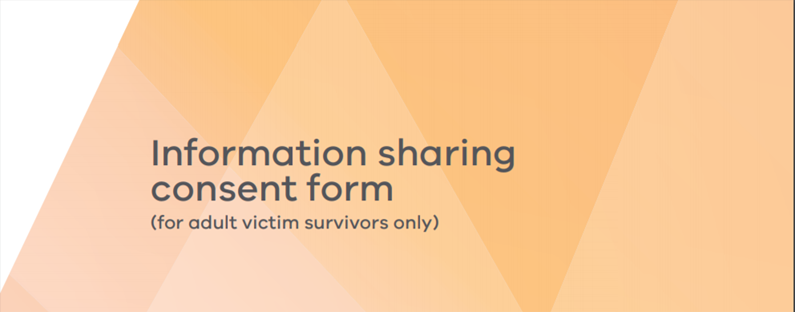 Information sharing
consent form
(for adult victim survivors only)